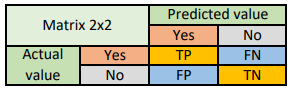 Matrix 2x2 Predicted value
Yes No
Actual value Yes TP FN
No FP TN